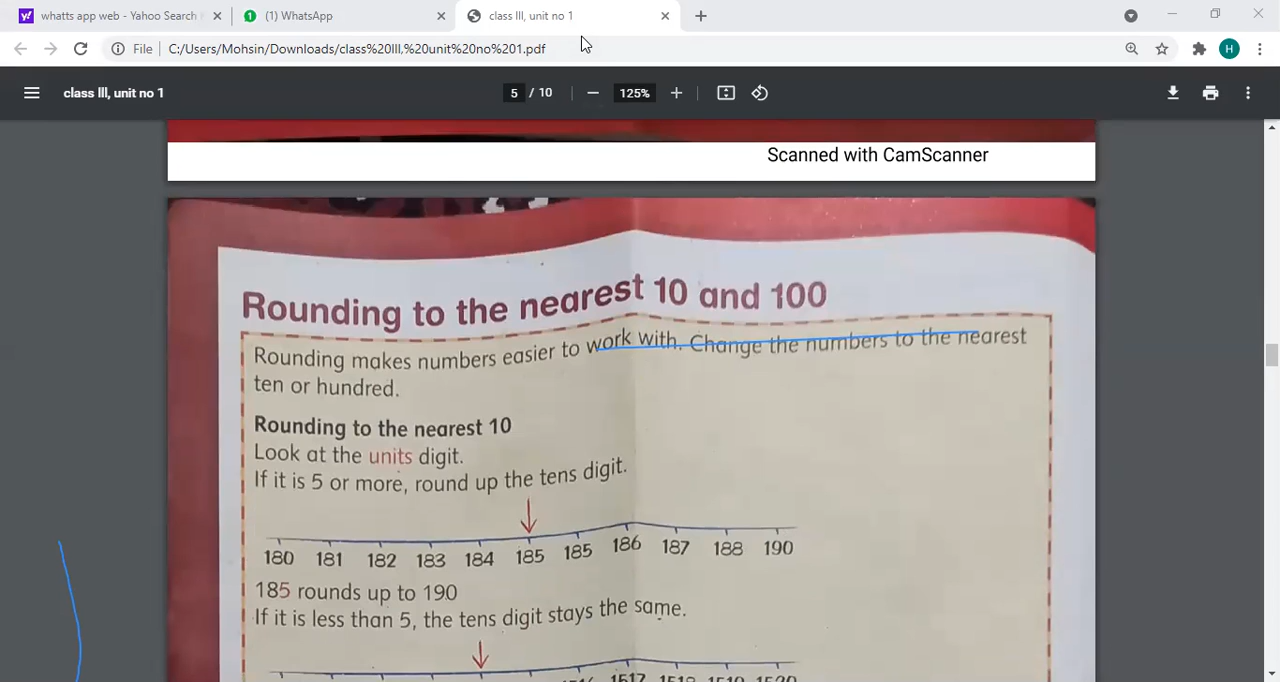 whatts app web - Yahoo Search
(1) WhatsApp
class III, unit no 1
File
C:/Users/Mohsin/Downloads/class%20III,%20unit%20no%201.pdf
H
class III, unit no 1
5 / 10
125%
Scanned with CamScanner
Rounding to the nearest 10 and 100
Rounding makes numbers easier to work with. Change the numbers to the nearest
ten or hundred.
Rounding to the nearest 10
Look at the units digit.
If it is 5 or more, round up the tens digit.
180 181 182 183 184 185 185 186 187 188 190
185 rounds up to 190
If it is less than 5, the tens digit stays the same.
1517 1518 1519 1520